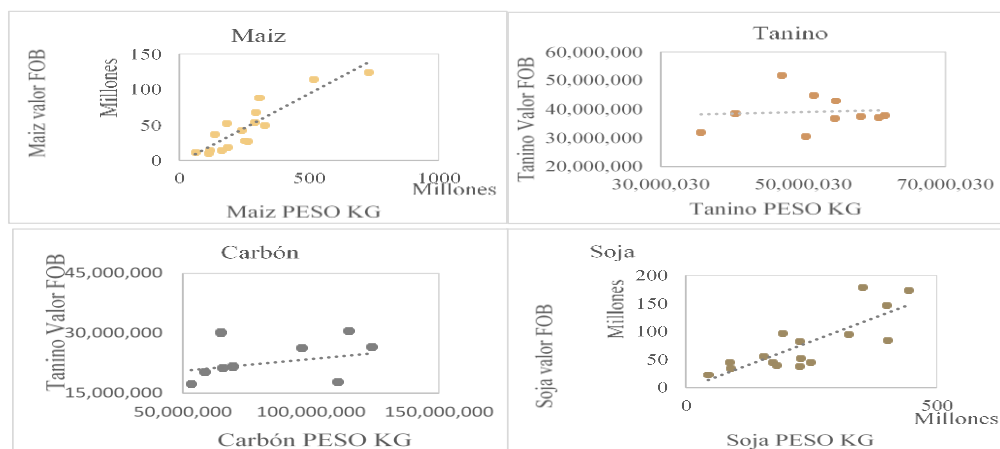 Maiz
Maiz valor FOB
Millones
150
100
50
0
0 500 1000
Millones
Maiz PESO KG
Tanino
Tanino Valor FOB
60,000,000
50,000,000
40,000,000
30,000,000
20,000,000
30,000,030 50,000,030 70,000,030
Tanino PESO KG
Carbón
Tanino Valor FOB
45,000,000
30,000,000
15,000,000
50,000,000 100,000,000 150,000,000
Carbón PESO KG
Soja
Soja valor FOB
Millones
200
150
100
50
0
0 500
Millones
Soja PESO KG